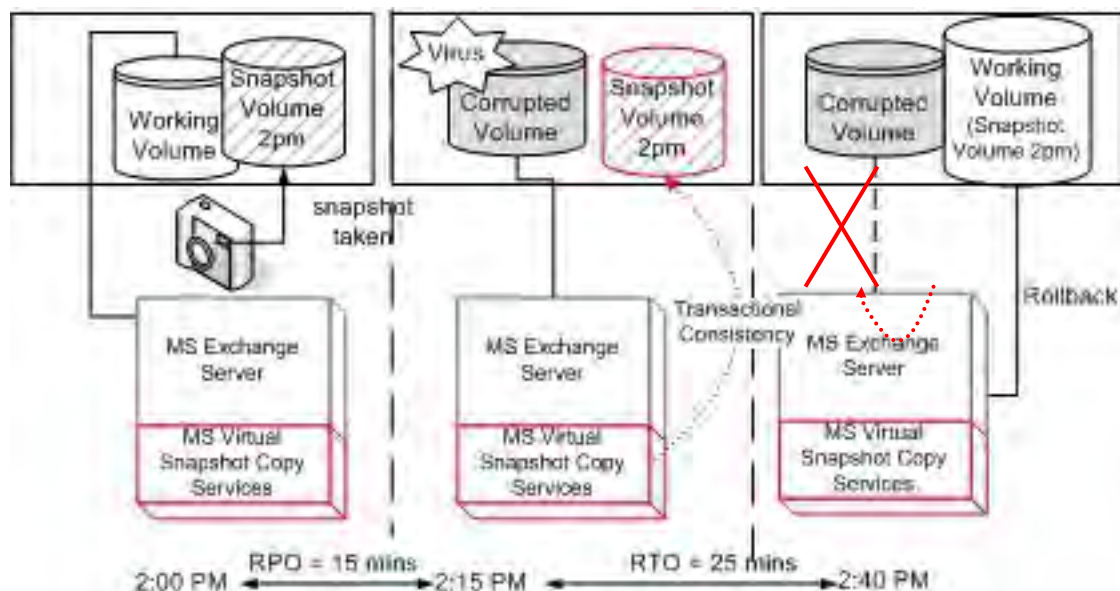 Working
Volume
Snapshot
Volume
2pm
snapshot
taken
MS Exchange
Server
MS Virtual
Snapshot Copy
Services
Virus
Corrupted
Volume
Snapshot
Volume
2pm
Transactional
Consistency
MS Exchange
Server
MS Virtual
Snapshot Copy
Services
Corrupted
Volume
Working
Volume
(Snapshot
Volume 2pm)
Rollback
MS Exchange
Server
MS Virtual
Snapshot Copy
Services
RPO = 15 mins
RTO = 25 mins
2:00 PM
2:15 PM
2:40 PM